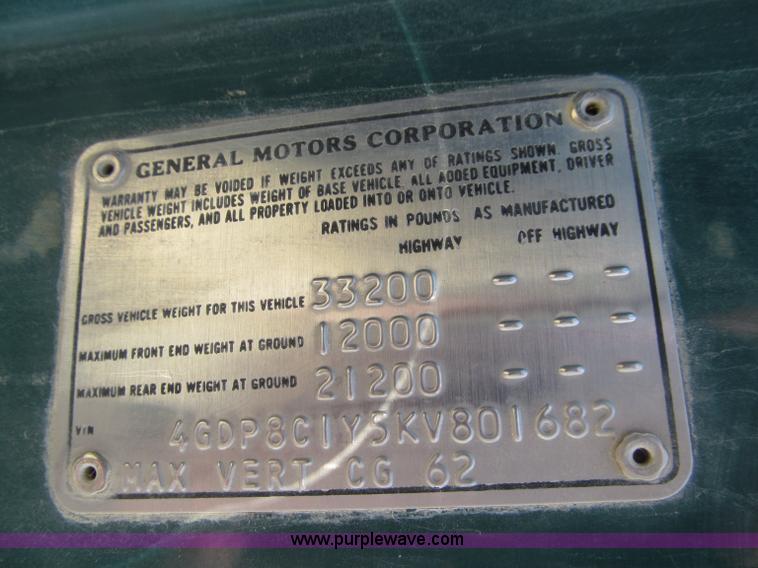 GENERAL MOTORS CORPORATION
WARRANTY MAY BE VOIDED IF WEIGHT EXCEEDS ANY OF RATINGS SHOWN. GROSS
VEHICLE WEIGHT INCLUDES WEIGHT OF BASE VEHICLE, ALL ADDED EQUIPMENT, DRIVER
AND PASSENGERS, AND ALL PROPERTY LOADED INTO OR ONTO VEHICLE.
RATINGS IN POUNDS AS MANUFACTURED
HIGHWAY OFF HIGHWAY
GROSS VEHICLE WEIGHT FOR THIS VEHICLE 33200 - - -
MAXIMUM FRONT END WEIGHT AT GROUND 12000 - - -
MAXIMUM REAR END WEIGHT AT GROUND 21200 - - -
VIN 4GDP8C1Y5KV801682
MAX VERT CG 62
www.purplewave.com